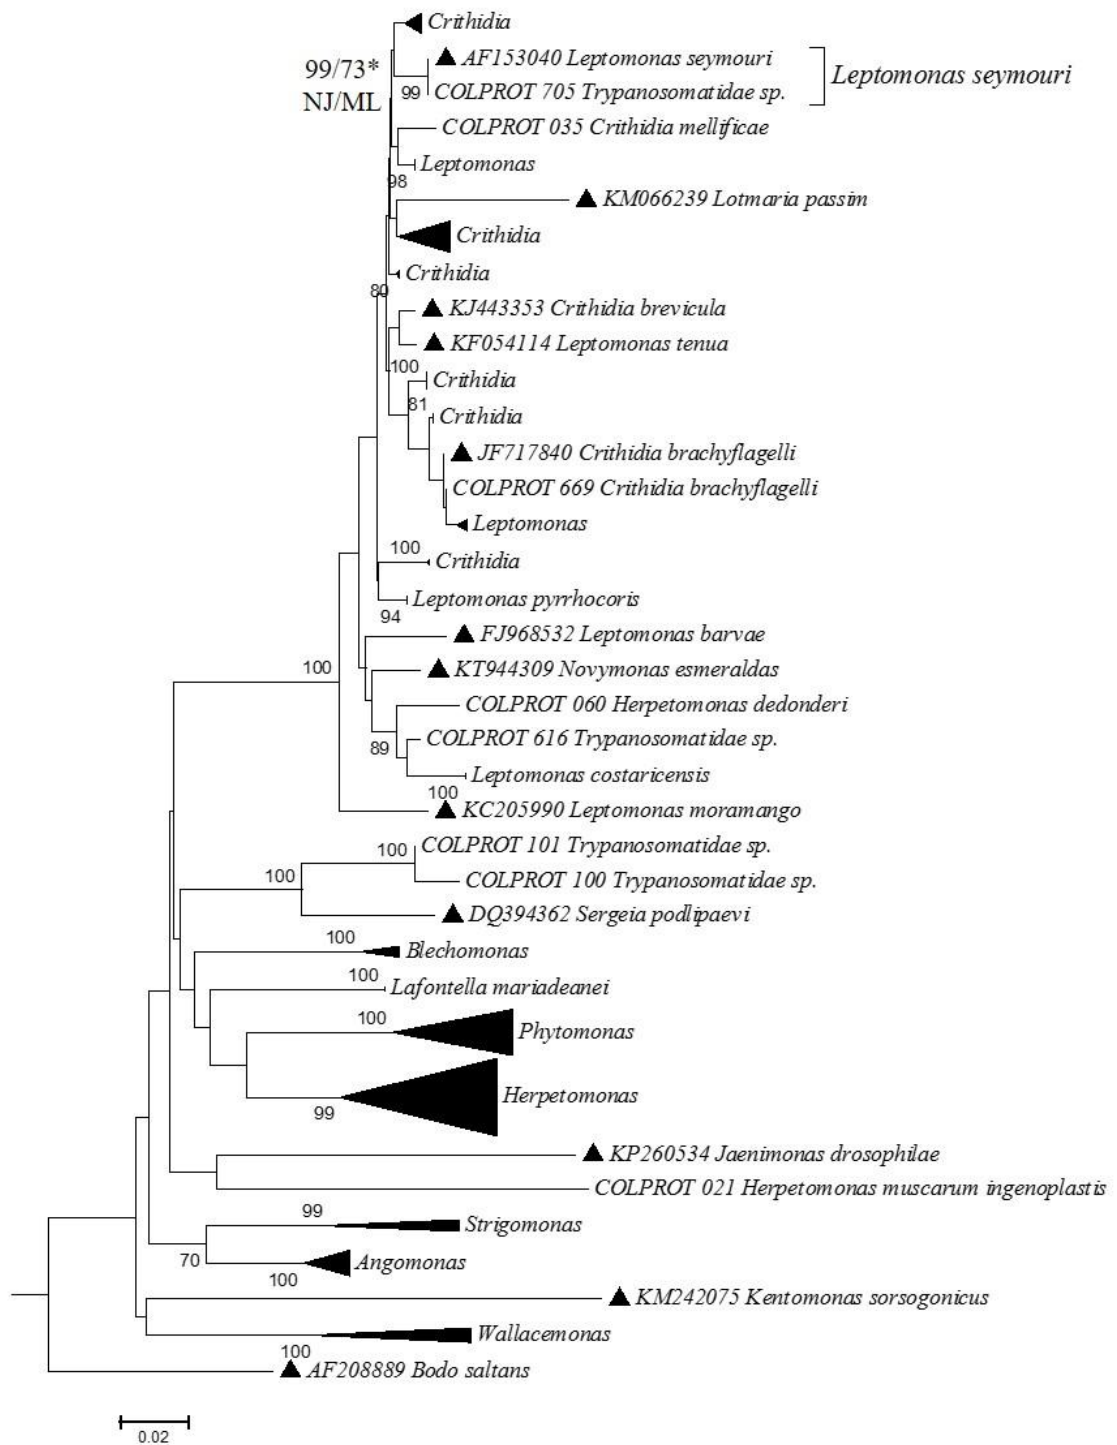 Crithidia
AF153040 Leptomonas seymouri
Leptomonas seymouri
99/73*
NJ/ML
99
COLPROT 705 Trypanosomatidae sp.
COLPROT 035 Crithidia mellificae
Leptomonas
98
KM066239 Lotmaria passim
Crithidia
Crithidia
80
KJ443353 Crithidia brevicula
KF054114 Leptomonas tenua
100
Crithidia
81
Crithidia
JF717840 Crithidia brachyflagelli
COLPROT 669 Crithidia brachyflagelli
Leptomonas
100
Crithidia
Leptomonas pyrrhocoris
94
FJ968532 Leptomonas barvae
100
KT944309 Novymonas esmeraldas
COLPROT 060 Herpetomonas dedonderi
COLPROT 616 Trypanosomatidae sp.
89
Leptomonas costaricensis
100
KC205990 Leptomonas moramango
COLPROT 101 Trypanosomatidae sp.
100
100
COLPROT 100 Trypanosomatidae sp.
DQ394362 Sergeia podlipaevi
100
Blechomonas
100
Lafontella mariadeanei
100
Phytomonas
Herpetomonas
99
KP260534 Jaenimonas drosophilae
COLPROT 021 Herpetomonas muscarum ingenoplastis
99
Strigomonas
70
Angomonas
100
KM242075 Kentomonas sorsogonicus
Wallacemonas
100
AF208889 Bodo saltans
0.02